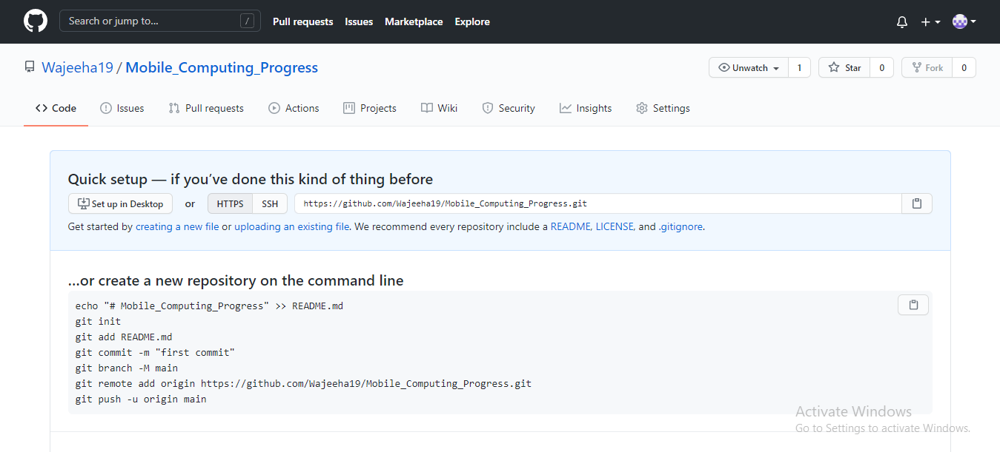 Search or jump to... /
Pull requests Issues Marketplace Explore
Wajeeha19 / Mobile_Computing_Progress
Unwatch 1 Star 0 Fork 0
Code Issues Pull requests Actions Projects Wiki Security Insights Settings
Quick setup — if you’ve done this kind of thing before
Set up in Desktop or HTTPS SSH https://github.com/Wajeeha19/Mobile_Computing_Progress.git
Get started by creating a new file or uploading an existing file. We recommend every repository include a README, LICENSE, and .gitignore.
…or create a new repository on the command line
echo "# Mobile_Computing_Progress" >> README.md
git init
git add README.md
git commit -m "first commit"
git branch -M main
git remote add origin https://github.com/Wajeeha19/Mobile_Computing_Progress.git
git push -u origin main
Activate Windows
Go to Settings to activate Windows.